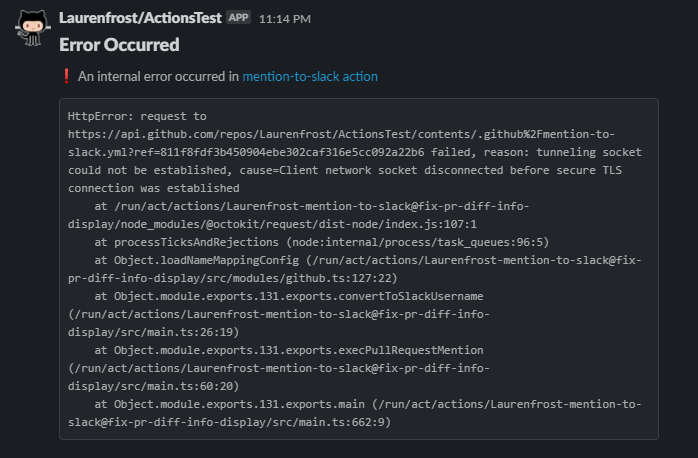 Laurenfrost/ActionsTest APP 11:14 PM
Error Occurred
❗ An internal error occurred in mention-to-slack action
HttpError: request to
https://api.github.com/repos/Laurenfrost/ActionsTest/contents/.github%2Fmention-to-
slack.yml?ref=811f8fdf3b450904ebe302caf316e5cc092a22b6 failed, reason: tunneling socket
could not be established, cause=Client network socket disconnected before secure TLS
connection was established
    at /run/act/actions/Laurenfrost-mention-to-slack@fix-pr-diff-info-
display/node_modules/@octokit/request/dist-node/index.js:107:1
    at processTicksAndRejections (node:internal/process/task_queues:96:5)
    at Object.loadNameMappingConfig (/run/act/actions/Laurenfrost-mention-to-slack@fix-
pr-diff-info-display/src/modules/github.ts:127:22)
    at Object.module.exports.131.exports.convertToSlackUsername
(/run/act/actions/Laurenfrost-mention-to-slack@fix-pr-diff-info-
display/src/main.ts:26:19)
    at Object.module.exports.131.exports.execPullRequestMention
(/run/act/actions/Laurenfrost-mention-to-slack@fix-pr-diff-info-
display/src/main.ts:60:20)
    at Object.module.exports.131.exports.main (/run/act/actions/Laurenfrost-mention-to-
slack@fix-pr-diff-info-display/src/main.ts:662:9)